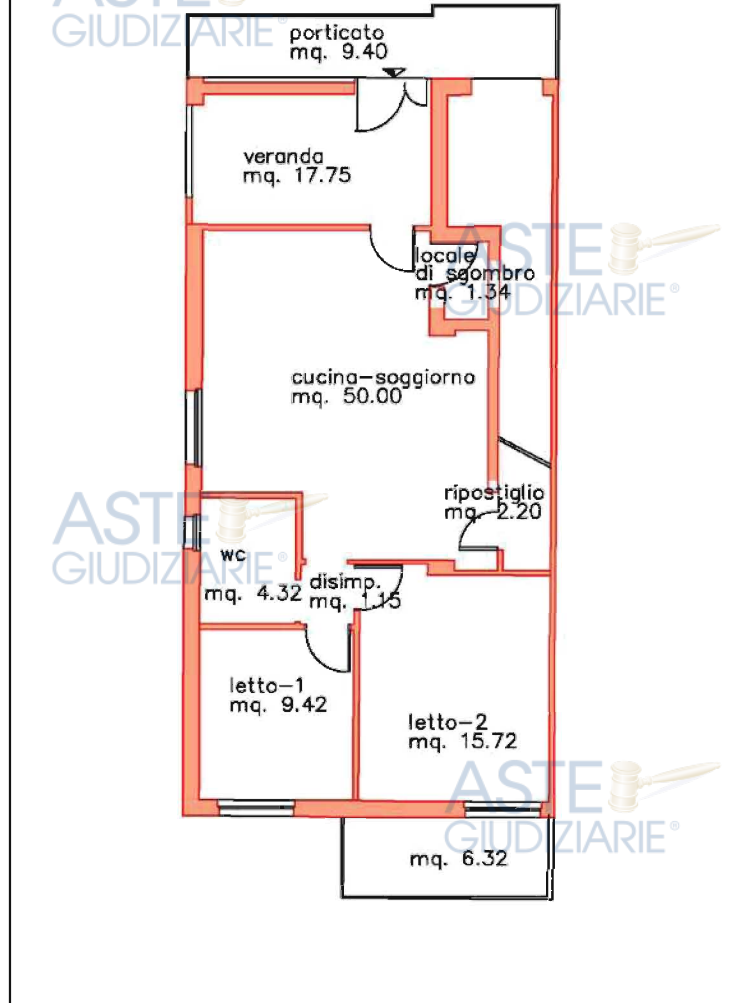 ASTE
GIUDIZIARIE®
porticato
mq. 9.40
veranda
mq. 17.75
ASTE
GIUDIZIARIE®
locale
di sgombro
mq. 1.34
cucina-soggiorno
mq. 50.00
ripostiglio
mq. 2.20
ASTE
GIUDIZIARIE®
wc
mq. 4.32
disimp.
mq. 1.15
letto-1
mq. 9.42
letto-2
mq. 15.72
ASTE
GIUDIZIARIE®
mq. 6.32